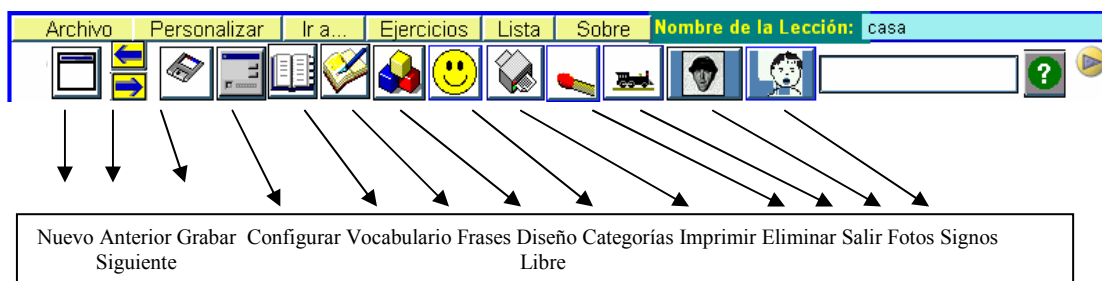 Archivo Personalizar Ir a... Ejercicios Lista Sobre Nombre de la Lección: casa
?
Nuevo Anterior Grabar Configurar Vocabulario Frases Diseño Categorías Imprimir Eliminar Salir Fotos Signos
Siguiente Libre